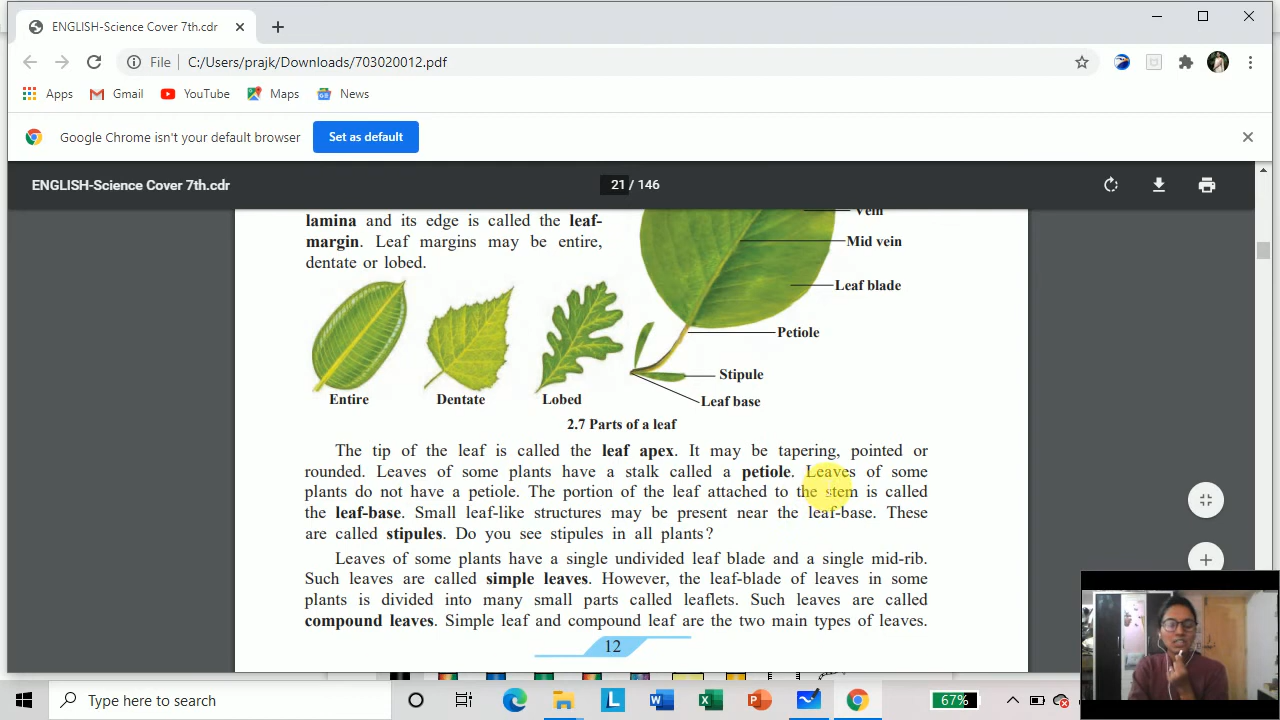 ENGLISH-Science Cover 7th.cdr
File
C:/Users/prajk/Downloads/703020012.pdf
Apps
Gmail
YouTube
Maps
News
Google Chrome isn't your default browser
Set as default
ENGLISH-Science Cover 7th.cdr
21 / 146
lamina and its edge is called the leaf-
margin. Leaf margins may be entire,
dentate or lobed.
Vein
Mid vein
Leaf blade
Petiole
Stipule
Leaf base
Entire
Dentate
Lobed
2.7 Parts of a leaf
The tip of the leaf is called the leaf apex. It may be tapering, pointed or
rounded. Leaves of some plants have a stalk called a petiole. Leaves of some
plants do not have a petiole. The portion of the leaf attached to the stem is called
the leaf-base. Small leaf-like structures may be present near the leaf-base. These
are called stipules. Do you see stipules in all plants?
Leaves of some plants have a single undivided leaf blade and a single mid-rib.
Such leaves are called simple leaves. However, the leaf-blade of leaves in some
plants is divided into many small parts called leaflets. Such leaves are called
compound leaves. Simple leaf and compound leaf are the two main types of leaves.
12
Type here to search
67%